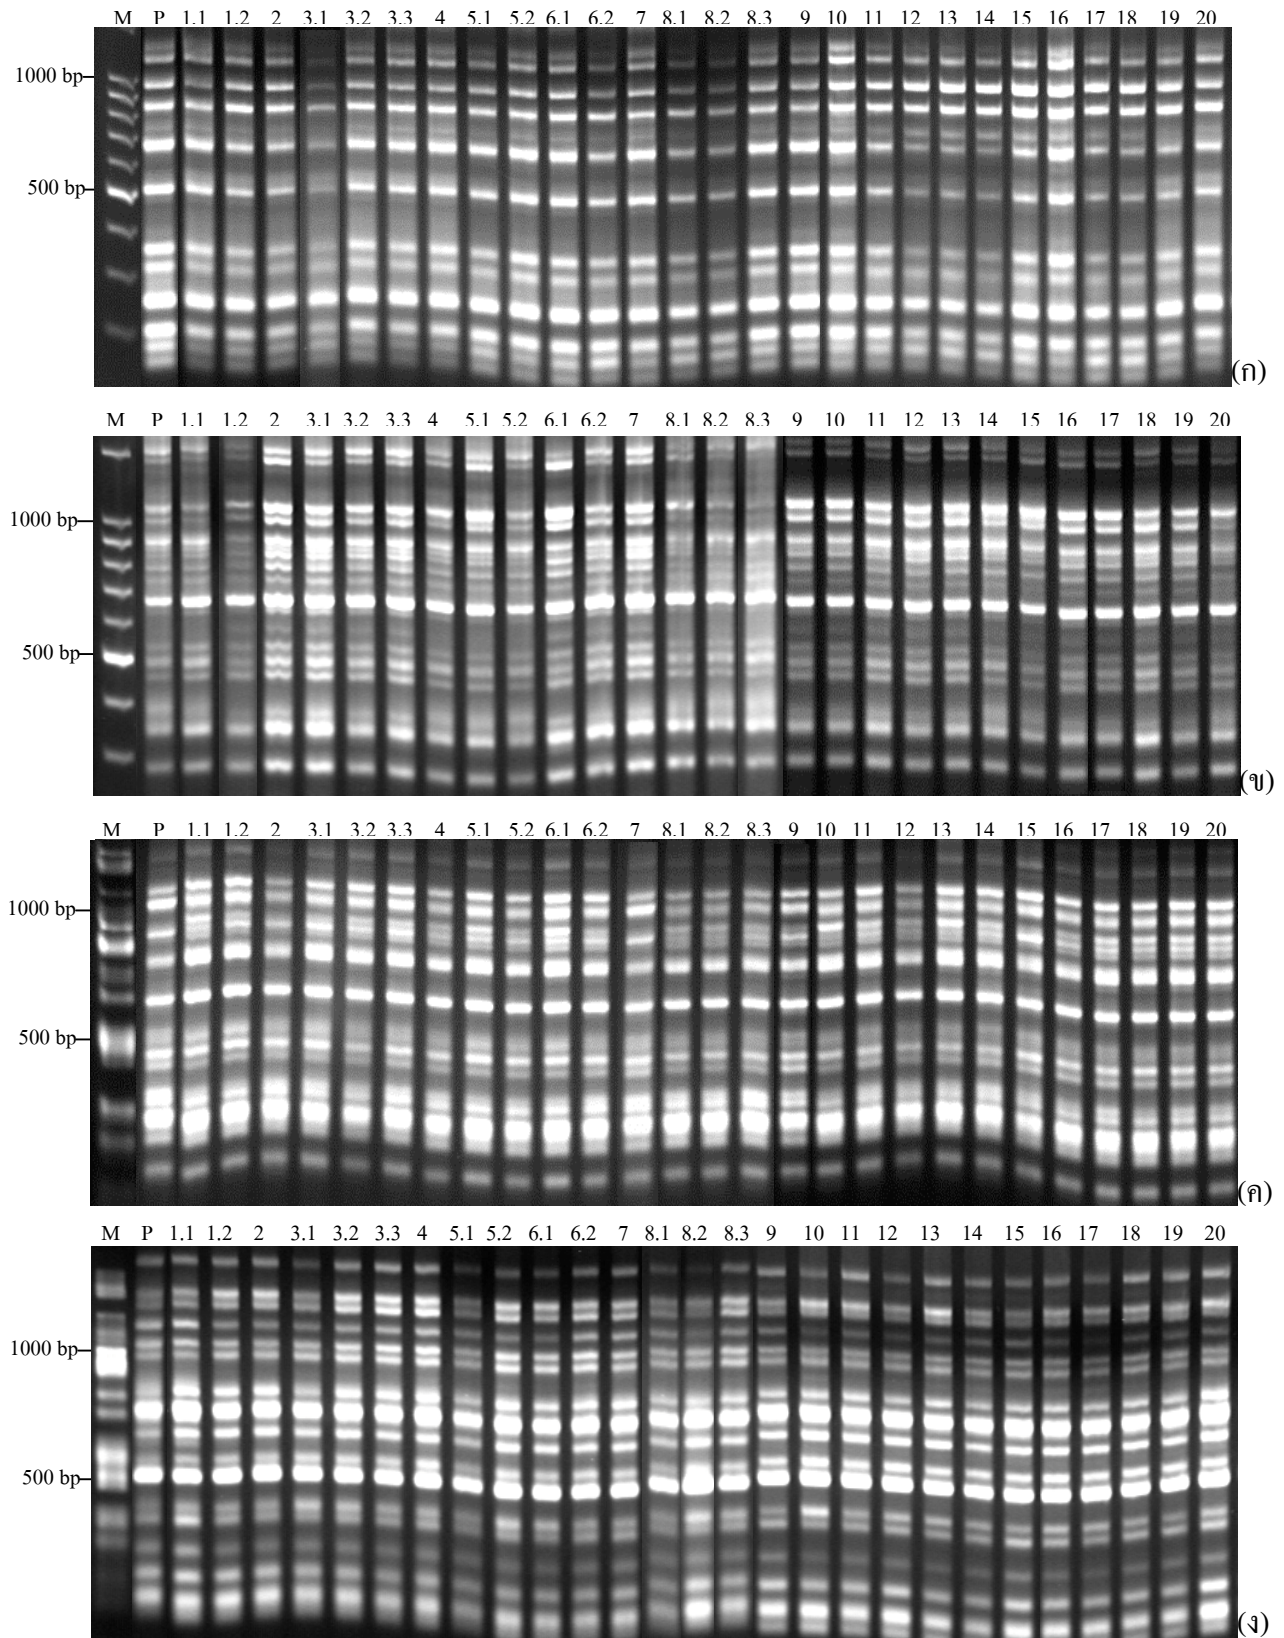 M P 1.1 1.2 2 3.1 3.2 3.3 4 5.1 5.2 6.1 6.2 7 8.1 8.2 8.3 9 10 11 12 13 14 15 16 17 18 19 20
1000 bp
500 bp
(ก)
M P 1.1 1.2 2 3.1 3.2 3.3 4 5.1 5.2 6.1 6.2 7 8.1 8.2 8.3 9 10 11 12 13 14 15 16 17 18 19 20
1000 bp
500 bp
(ข)
M P 1.1 1.2 2 3.1 3.2 3.3 4 5.1 5.2 6.1 6.2 7 8.1 8.2 8.3 9 10 11 12 13 14 15 16 17 18 19 20
1000 bp
500 bp
(ค)
M P 1.1 1.2 2 3.1 3.2 3.3 4 5.1 5.2 6.1 6.2 7 8.1 8.2 8.3 9 10 11 12 13 14 15 16 17 18 19 20
1000 bp
500 bp
(ง)